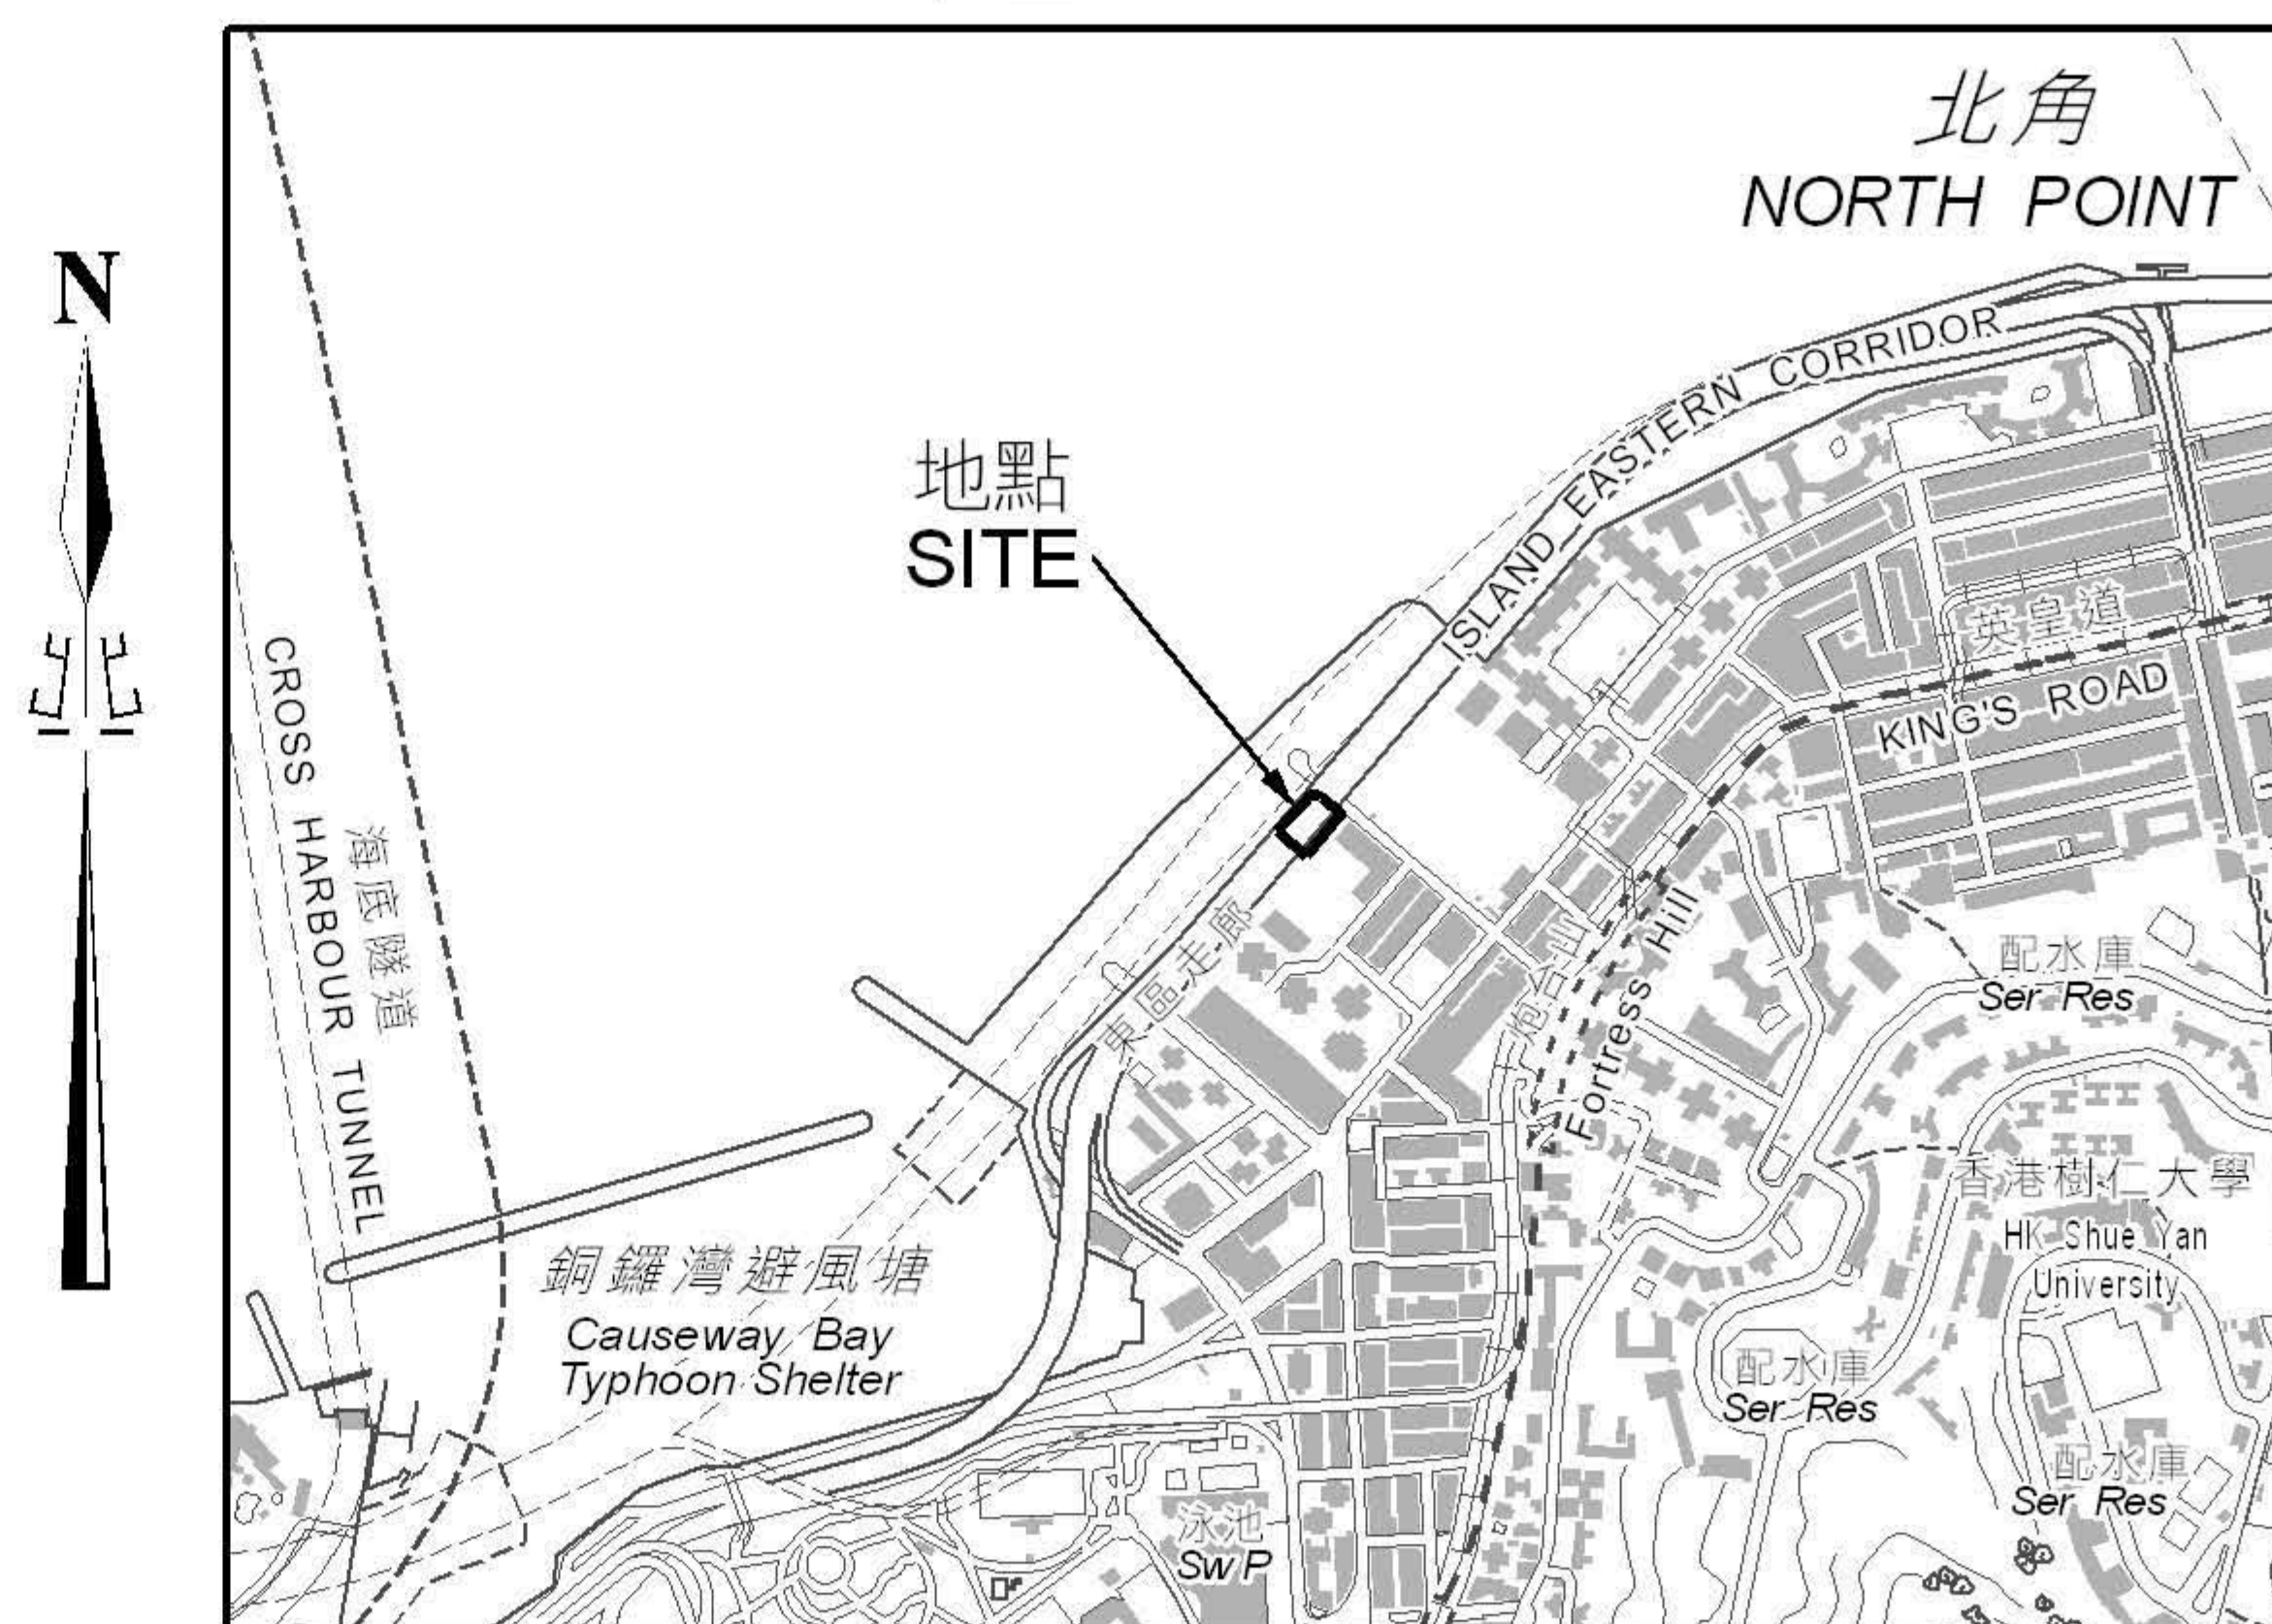 北角
NORTH POINT
N
地點
SITE
ISLAND EASTERN CORRIDOR
英皇道
KING'S ROAD
CROSS HARBOUR TUNNEL
海底隧道
東區走廊
炮台山
Fortress Hill
配水庫
Ser Res
香港樹仁大學
HK Shue Yan
University
銅鑼灣避風塘
Causeway Bay
Typhoon Shelter
配水庫
Ser Res
配水庫
Ser Res
泳池
Sw P